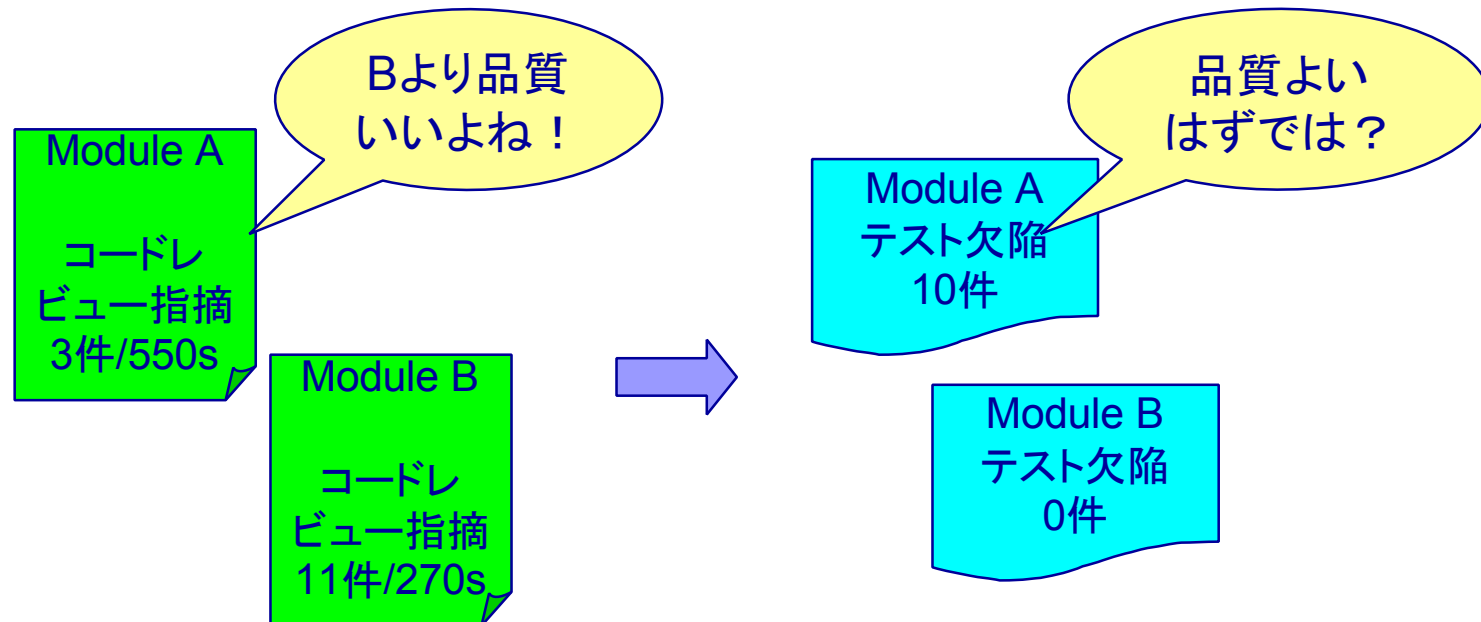 Bより品質
いいよね！
Module A
コードレ
ビュー指摘
3件/550s
Module B
コードレ
ビュー指摘
11件/270s
品質よい
はずでは？
Module A
テスト欠陥
10件
Module B
テスト欠陥
0件